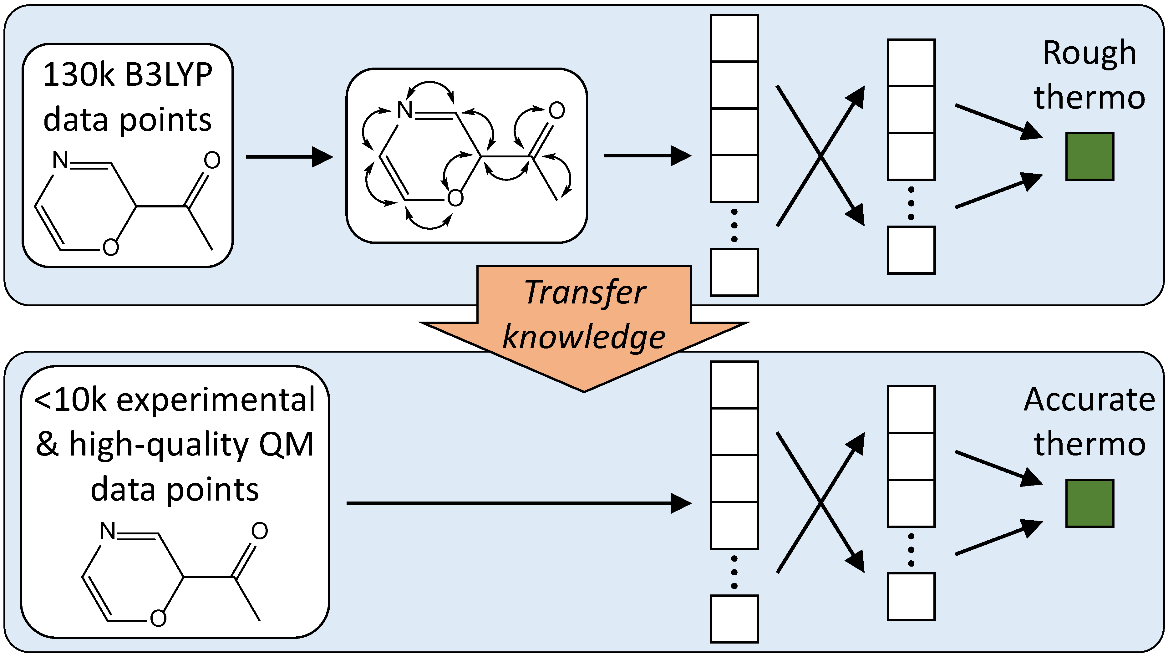 130k B3LYP
data points
N
O
O
N
O
O
Rough
thermo
Transfer
knowledge
<10k experimental
& high-quality QM
data points
N
O
O
Accurate
thermo